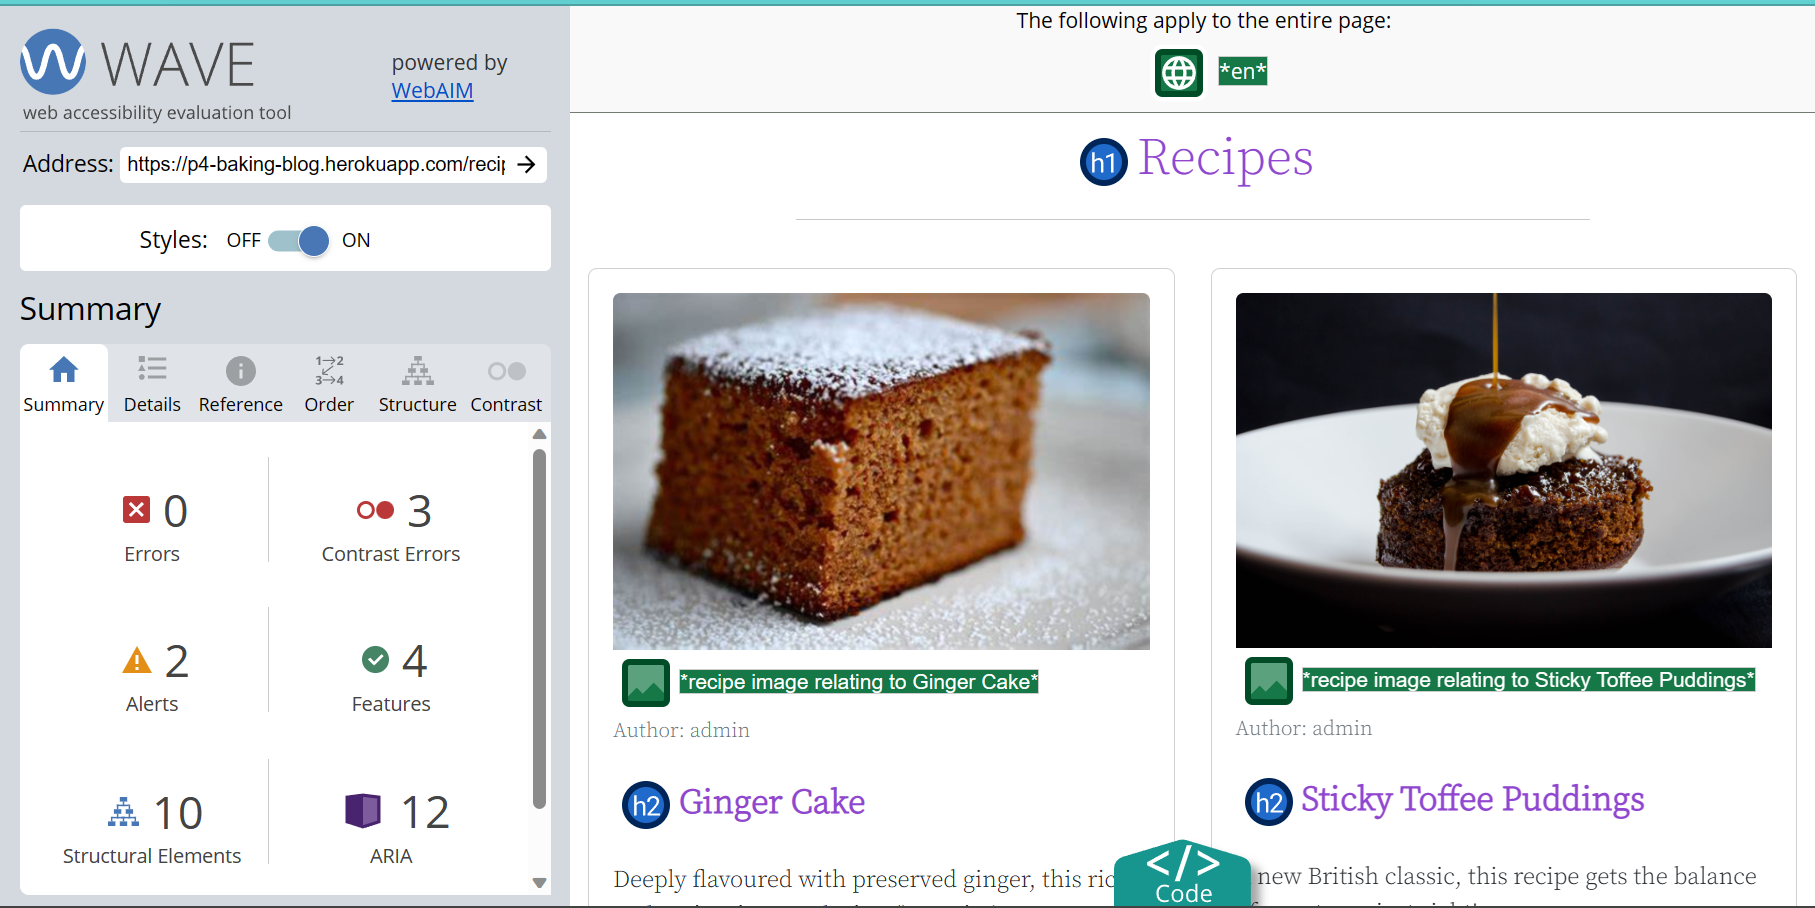 WAVE
web accessibility evaluation tool
powered by
WebAIM
Address: https://p4-baking-blog.herokuapp.com/recip
Styles: OFF ON
Summary
Summary Details Reference Order Structure Contrast
0
Errors
3
Contrast Errors
2
Alerts
4
Features
10
Structural Elements
12
ARIA
The following apply to the entire page:
*en*
h1 Recipes
*recipe image relating to Ginger Cake*
Author: admin
h2 Ginger Cake
Deeply flavoured with preserved ginger, this ric
*recipe image relating to Sticky Toffee Puddings*
Author: admin
h2 Sticky Toffee Puddings
new British classic, this recipe gets the balance
</> Code